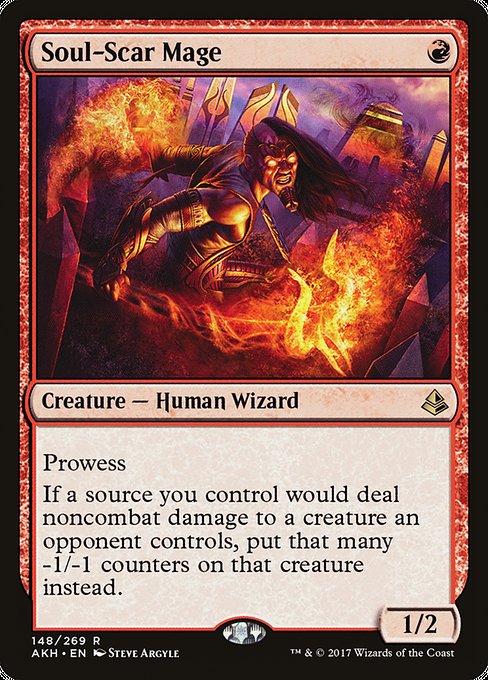 Soul-Scar Mage
Creature — Human Wizard
Prowess
If a source you control would deal
noncombat damage to a creature an
opponent controls, put that many
-1/-1 counters on that creature
instead.
1/2
148/269 R
AKH • EN Steve Argyle
™ & © 2017 Wizards of the Coast